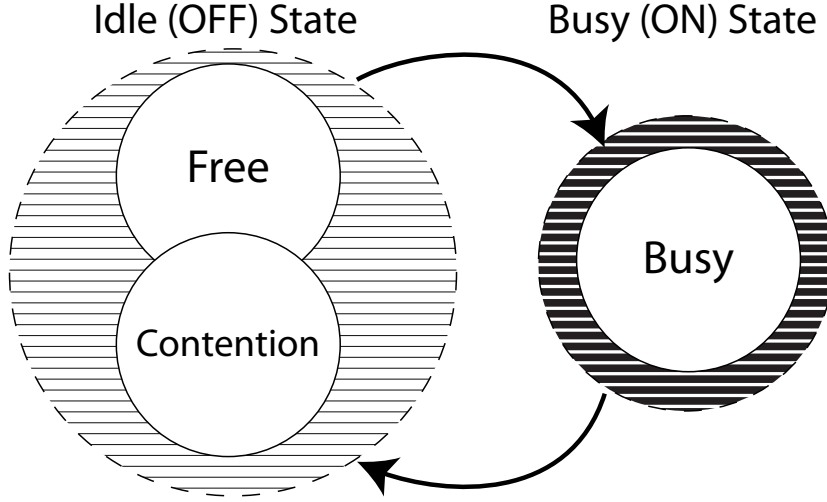 Idle (OFF) State
Busy (ON) State
Free
Busy
Contention